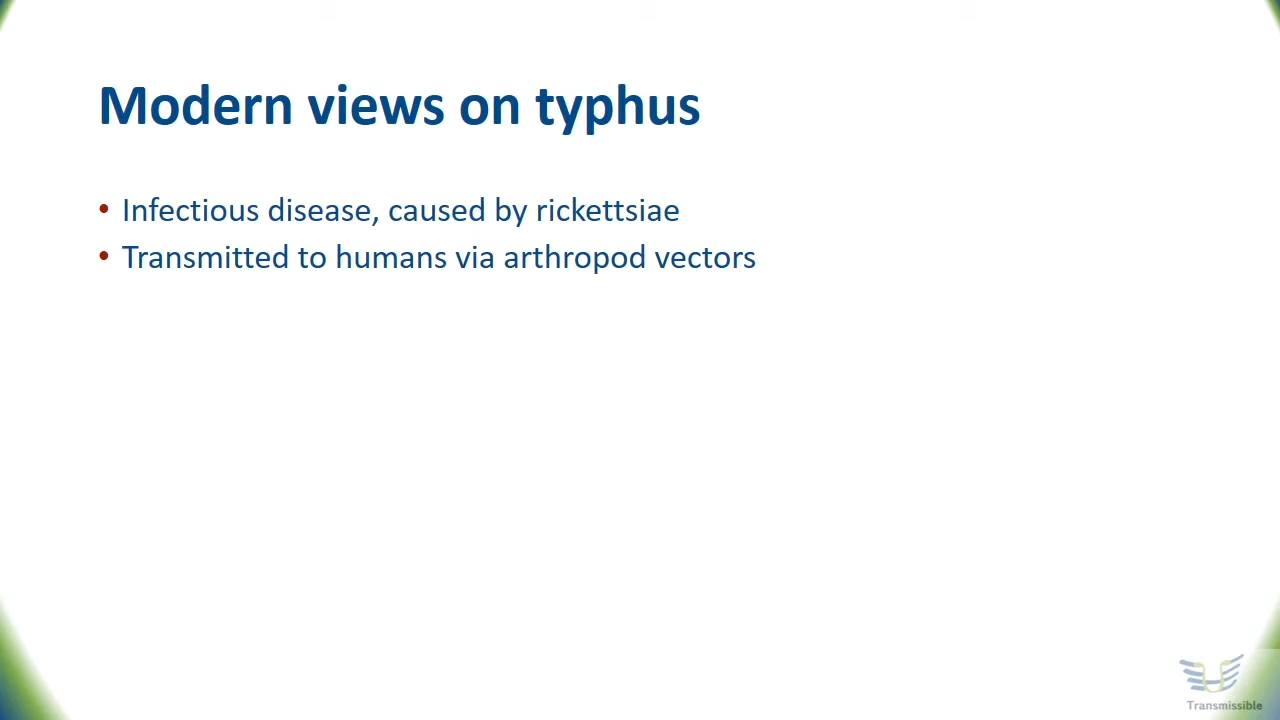 Modern views on typhus
• Infectious disease, caused by rickettsiae
• Transmitted to humans via arthropod vectors
Transmissible